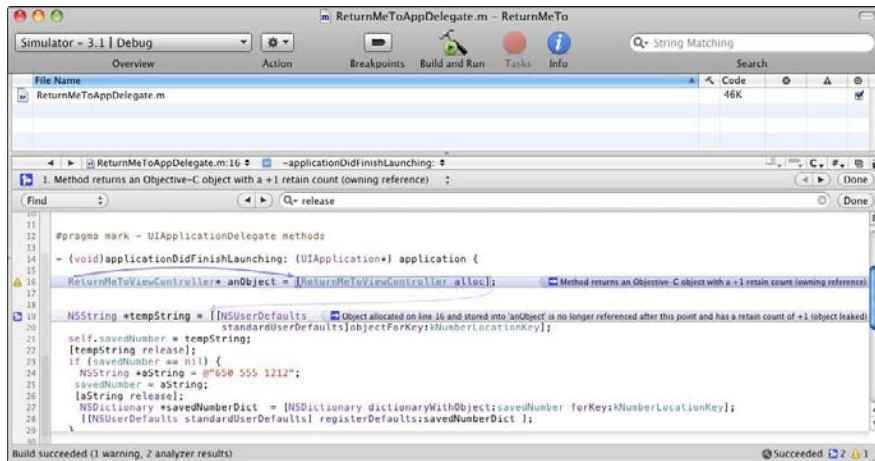 ReturnMeToAppDelegate.m – ReturnMeTo
Simulator – 3.1 | Debug
String Matching
Overview Action Breakpoints Build and Run Tasks Info Search
File Name Code
ReturnMeToAppDelegate.m 46K
ReturnMeToAppDelegate.m:16 -applicationDidFinishLaunching: C, #,
1. Method returns an Objective-C object with a +1 retain count (owning reference) Done
Find release Done
10
11
12 #pragma mark - UIApplicationDelegate methods
13
14 - (void)applicationDidFinishLaunching: (UIApplication*) application {
15
16 ReturnMeToViewController* anObject = [ReturnMeToViewController alloc]; Method returns an Objective-C object with a +1 retain count (owning reference)
17
18
19 NSString *tempString = [[NSUserDefaults Object allocated on line 16 and stored into 'anObject' is no longer referenced after this point and has a retain count of +1 (object leaked)
20 standardUserDefaults]objectForKey:kNumberLocationKey];
21 self.savedNumber = tempString;
22 [tempString release];
23 if (savedNumber == nil) {
24 NSString *aString = @"650 555 1212";
25 savedNumber = aString;
26 [aString release];
27 NSDictionary *savedNumberDict = [NSDictionary dictionaryWithObject:savedNumber forKey:kNumberLocationKey];
28 [[NSUserDefaults standardUserDefaults] registerDefaults:savedNumberDict ];
29 }
30
Build succeeded (1 warning, 2 analyzer results) Succeeded 2 1